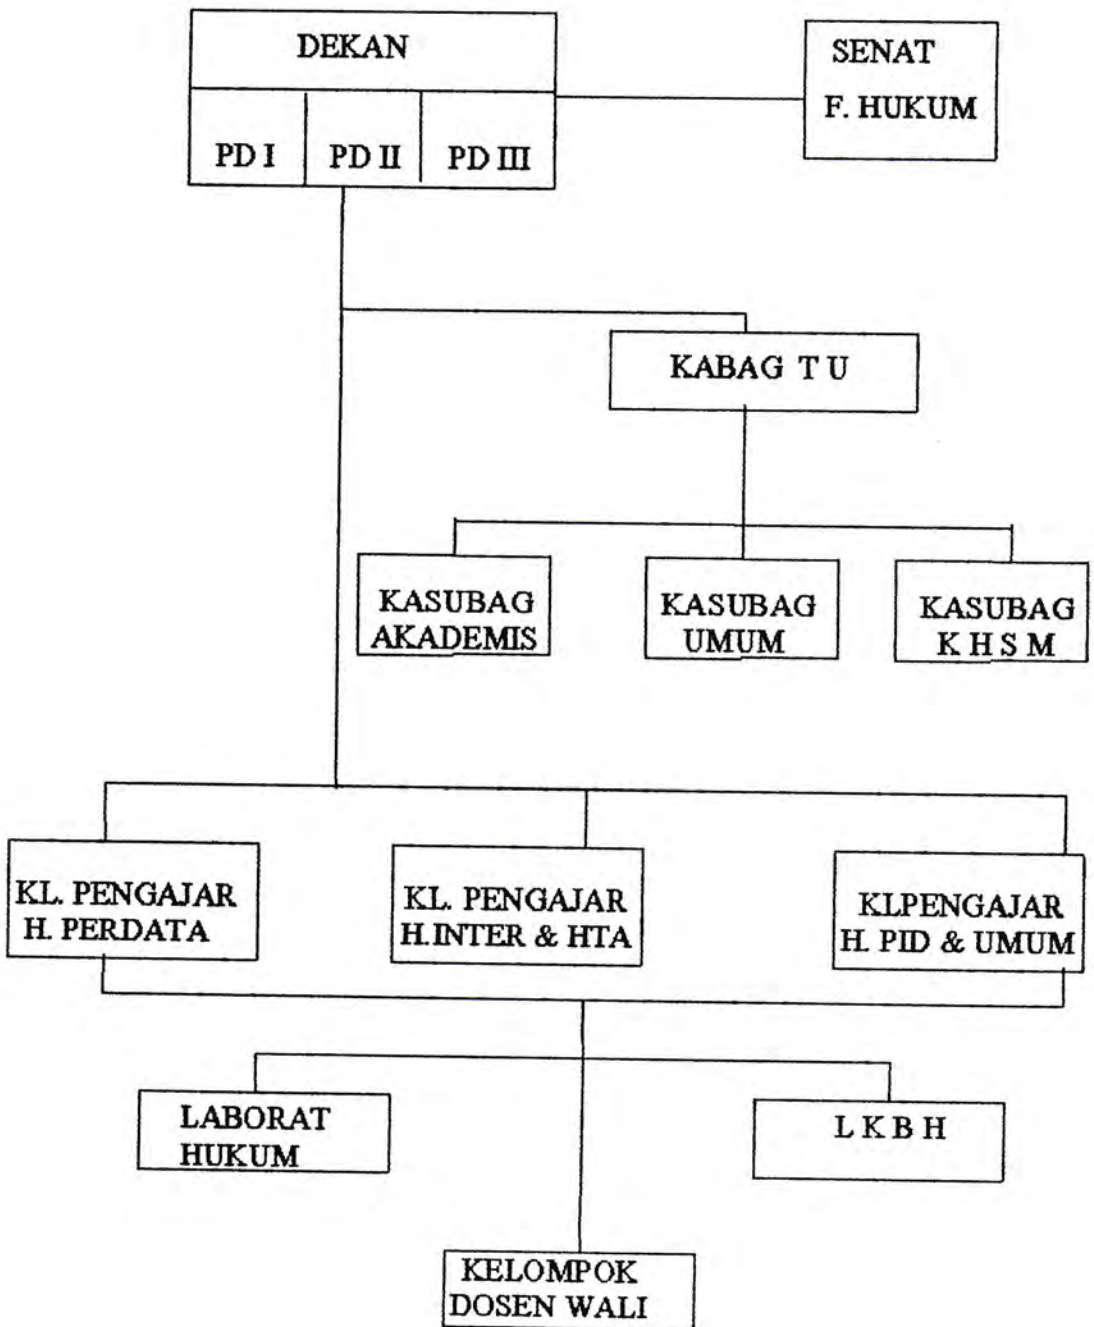 DEKAN
PD I
PD II
PD III
SENAT
F. HUKUM
KABAG T U
KASUBAG
AKADEMIS
KASUBAG
UMUM
KASUBAG
K H S M
KL. PENGAJAR
H. PERDATA
KL. PENGAJAR
H.INTER & HTA
KLPENGAJAR
H. PID & UMUM
LABORAT
HUKUM
L K B H
KELOMPOK
DOSEN WALI